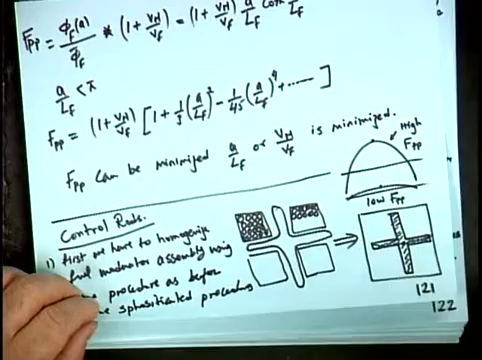 F_pp = φ_f(a) / φ̄_f * (1 + V_M/V_f) = (1 + V_M/V_f) a/L_f coth /L_f
a/L_f < π
F_pp = (1 + V_M/V_f) [1 + 1/3 (a/L_f)² - 1/45 (a/L_f)⁴ + ...... ]
F_pp can be minimized a/L_f or V_M/V_f is minimized.
High
F_pp
low F_pp
Control Rods.
1) First we have to homogenize
fuel moderator assembly using
procedure as before
sphisiticated procedures
121
122